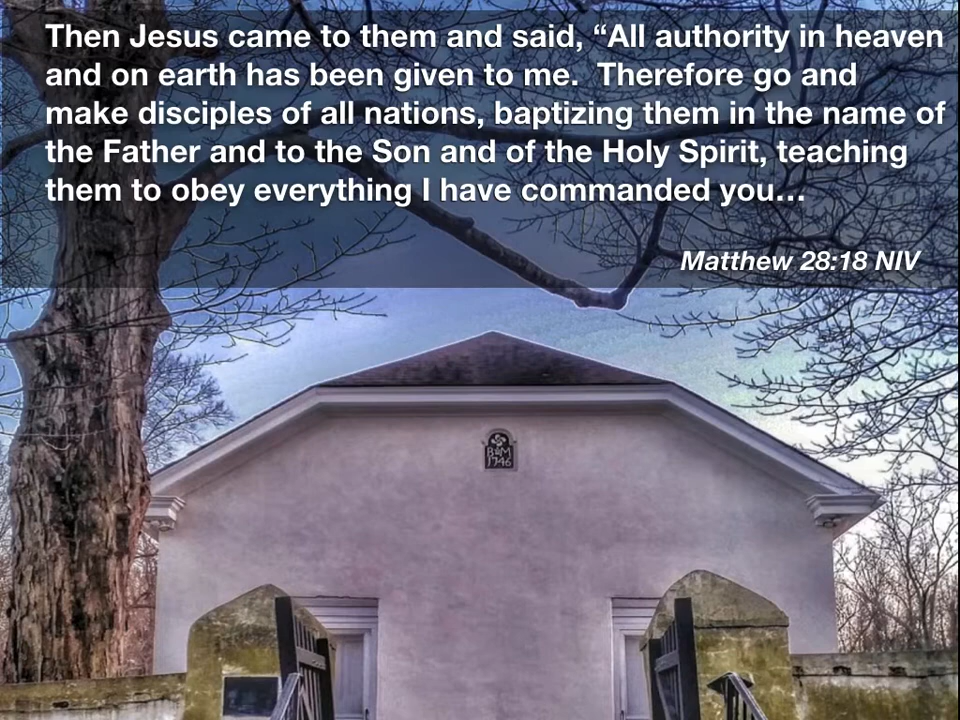 Then Jesus came to them and said, “All authority in heaven
and on earth has been given to me.  Therefore go and
make disciples of all nations, baptizing them in the name of
the Father and to the Son and of the Holy Spirit, teaching
them to obey everything I have commanded you...
Matthew 28:18 NIV
B M
1746